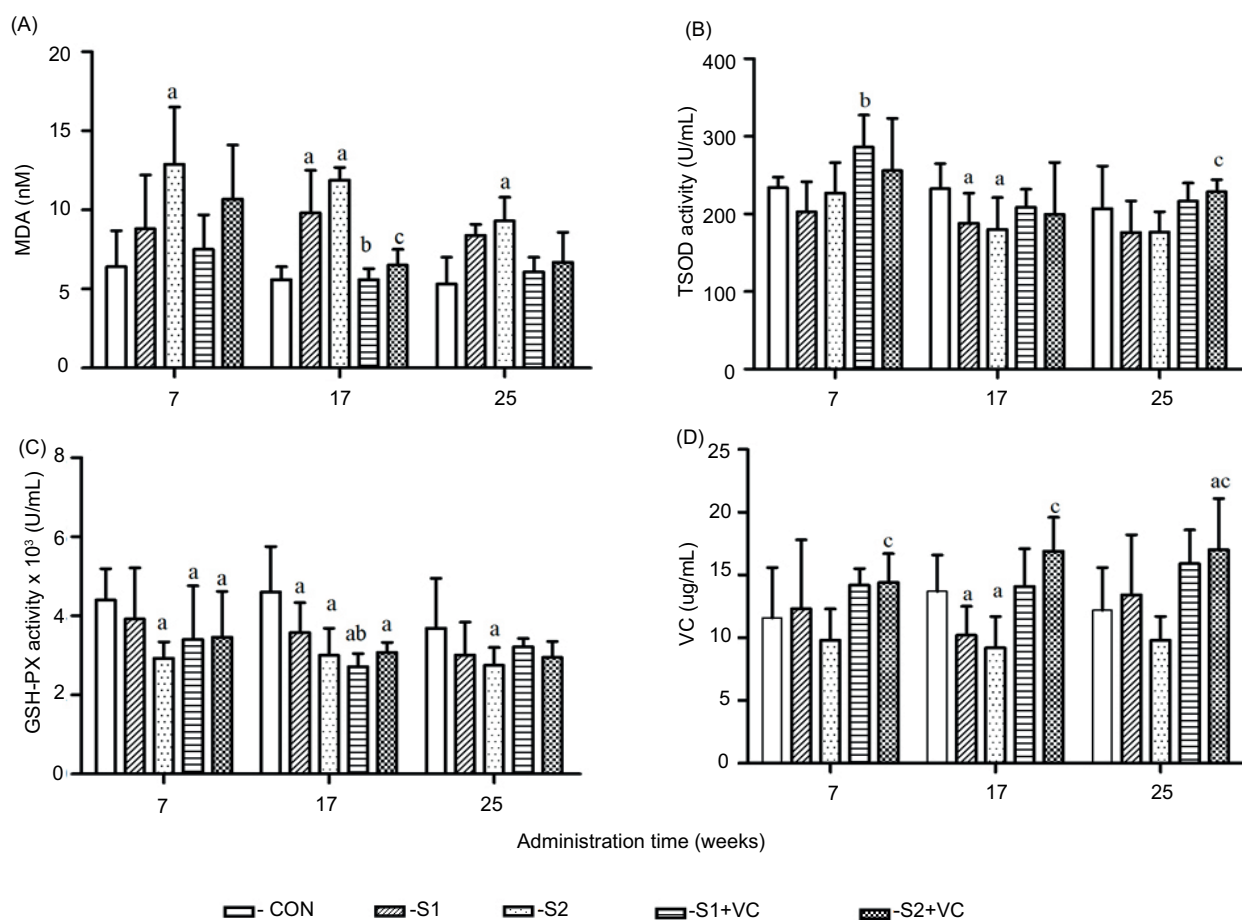 (A)
20
15
10
5
0
MDA (nM)
a
a
a
b
c
a
7
17
25
(B)
400
300
200
100
0
TSOD activity (U/mL)
b
a
a
c
7
17
25
(C)
8
6
4
2
0
GSH-PX activity x 10³ (U/mL)
a
a
a
a
a
ab
a
a
7
17
25
(D)
25
20
15
10
5
0
VC (ug/mL)
c
a
a
c
ac
7
17
25
Administration time (weeks)
- CON -S1 -S2 -S1+VC -S2+VC